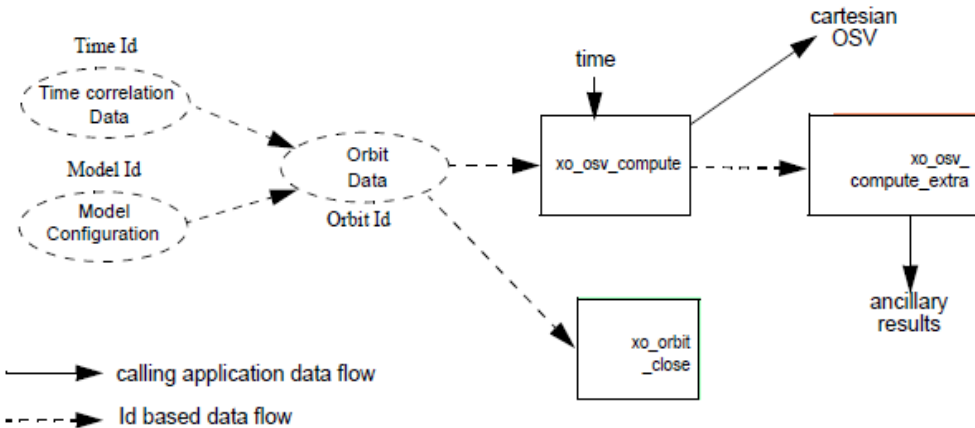 Time Id
Time correlation
Data
Model Id
Model
Configuration
Orbit
Data
Orbit Id
time
xo_osv_compute
cartesian
OSV
xo_osv_
compute_extra
ancillary
results
xo_orbit
_close
calling application data flow
Id based data flow